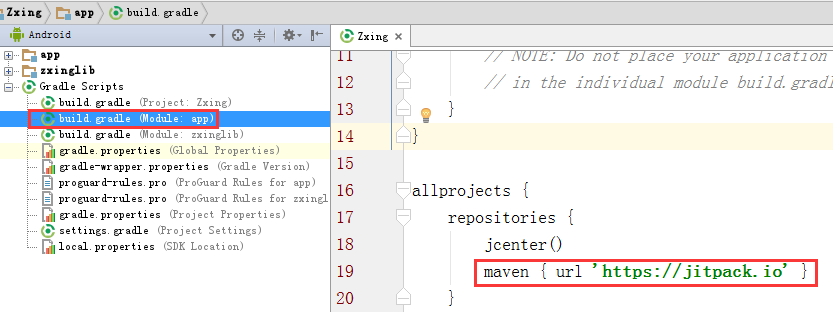 Zxing app build.gradle
Android
app
zxinglib
Gradle Scripts
build.gradle (Project: Zxing)
build.gradle (Module: app)
build.gradle (Module: zxinglib)
gradle.properties (Global Properties)
gradle-wrapper.properties (Gradle Version)
proguard-rules.pro (ProGuard Rules for app)
proguard-rules.pro (ProGuard Rules for zxingl
gradle.properties (Project Properties)
settings.gradle (Project Settings)
local.properties (SDK Location)
Zxing ×
11 // NOTE: Do not place your application
12 // in the individual module build.gradl
13 }
14 }
15
16 allprojects {
17 repositories {
18 jcenter()
19 maven { url 'https://jitpack.io' }
20 }